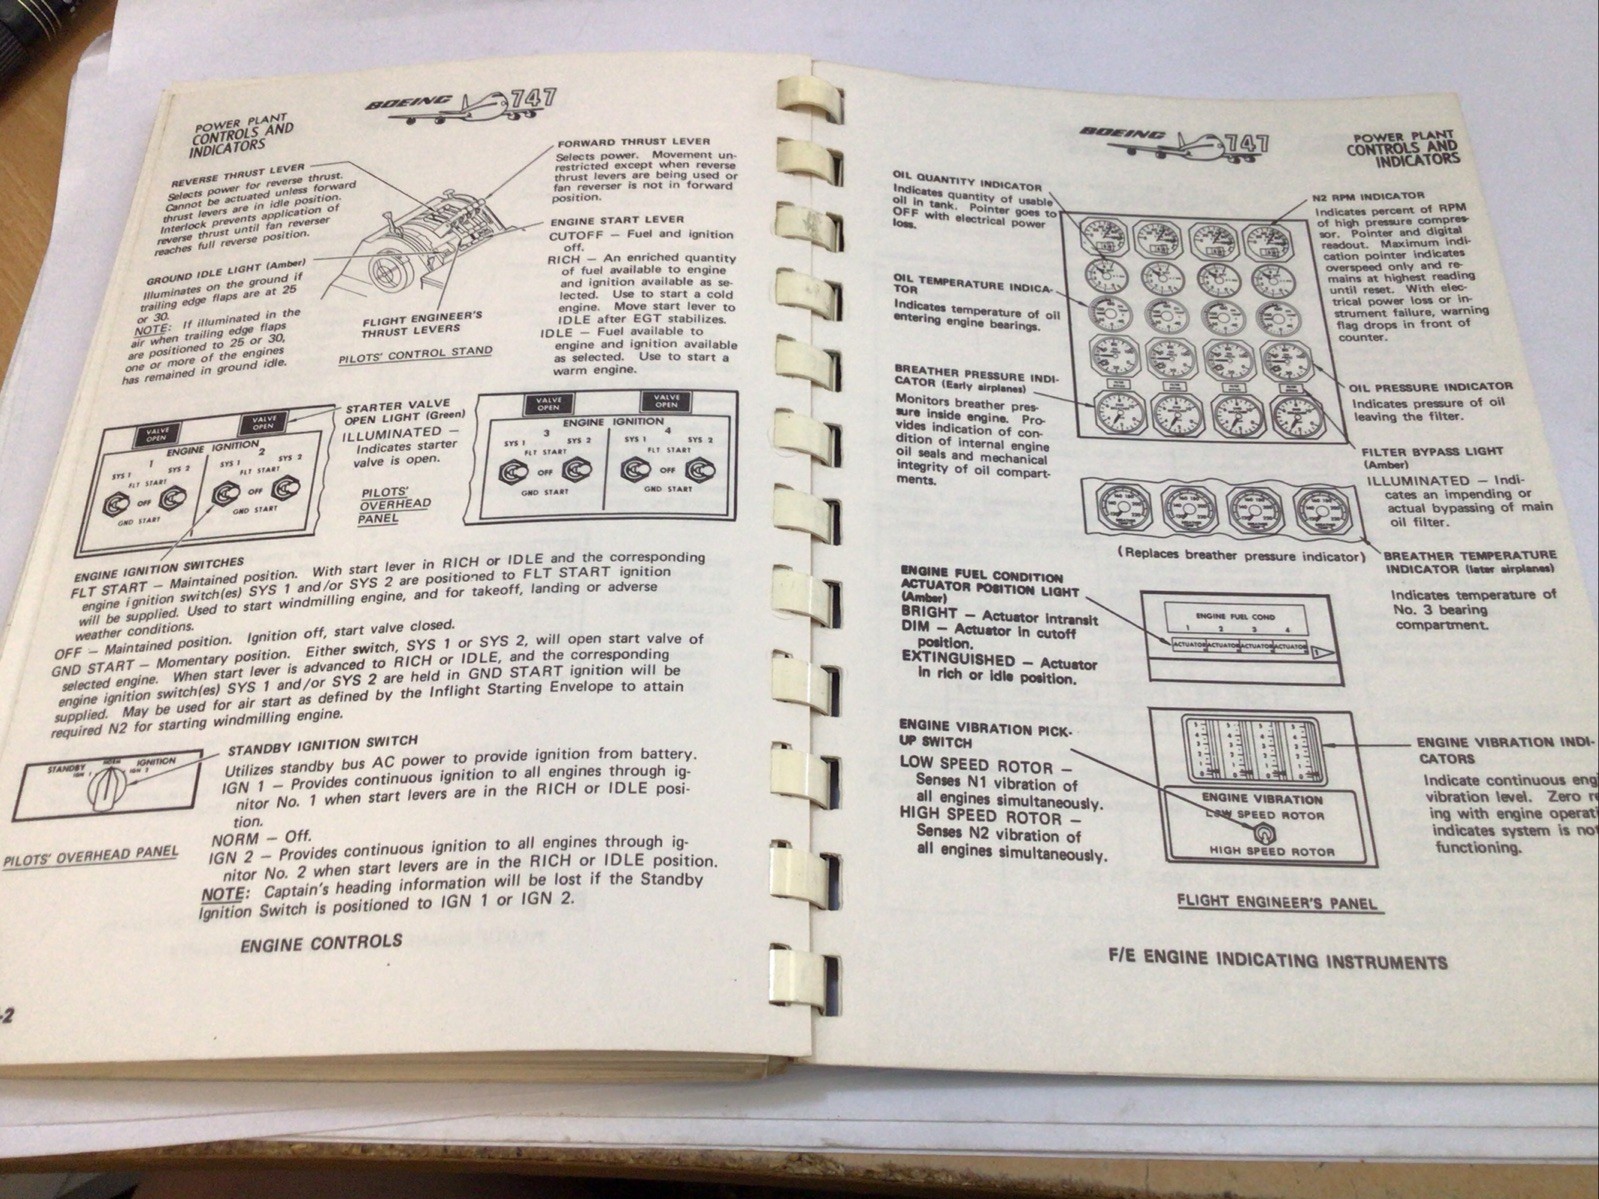 BOEING 747
POWER PLANT
CONTROLS AND
INDICATORS
REVERSE THRUST LEVER
Selects power for reverse thrust.
Cannot be actuated unless forward
thrust levers are in idle position.
Interlock prevents application of
reverse thrust until fan reverser
reaches full reverse position.
GROUND IDLE LIGHT (Amber)
Illuminates on the ground if
trailing edge flaps are at 25
or 30.
NOTE: If illuminated in the
air when trailing edge flaps
are positioned to 25 or 30,
one or more of the engines
has remained in ground idle.
FLIGHT ENGINEER'S
THRUST LEVERS
PILOTS' CONTROL STAND
FORWARD THRUST LEVER
Selects power. Movement un-
restricted except when reverse
thrust levers are being used or
fan reverser is not in forward
position.
ENGINE START LEVER
CUTOFF – Fuel and ignition
off.
RICH – An enriched quantity
of fuel available to engine
and ignition available as se-
lected. Use to start a cold
engine. Move start lever to
IDLE after EGT stabilizes.
IDLE – Fuel available to
engine and ignition available
as selected. Use to start a
warm engine.
VALVE
OPEN
VALVE
OPEN
ENGINE IGNITION
1 2
SYS 1 SYS 2 SYS 1 SYS 2
FLT START FLT START
OFF OFF
GND START GND START
STARTER VALVE
OPEN LIGHT (Green)
ILLUMINATED –
Indicates starter
valve is open.
PILOTS'
OVERHEAD
PANEL
VALVE
OPEN
VALVE
OPEN
ENGINE IGNITION
3 4
SYS 1 SYS 2 SYS 1 SYS 2
FLT START FLT START
OFF OFF
GND START GND START
ENGINE IGNITION SWITCHES
FLT START – Maintained position. With start lever in RICH or IDLE and the corresponding
engine ignition switch(es) SYS 1 and/or SYS 2 are positioned to FLT START ignition
will be supplied. Used to start windmilling engine, and for takeoff, landing or adverse
weather conditions.
OFF – Maintained position. Ignition off, start valve closed.
GND START – Momentary position. Either switch, SYS 1 or SYS 2, will open start valve of
selected engine. When start lever is advanced to RICH or IDLE, and the corresponding
engine ignition switch(es) SYS 1 and/or SYS 2 are held in GND START ignition will be
supplied. May be used for air start as defined by the Inflight Starting Envelope to attain
required N2 for starting windmilling engine.
STANDBY NORM IGNITION
IGN 1 IGN 2
PILOTS' OVERHEAD PANEL
STANDBY IGNITION SWITCH
Utilizes standby bus AC power to provide ignition from battery.
IGN 1 – Provides continuous ignition to all engines through ig-
nitor No. 1 when start levers are in the RICH or IDLE posi-
tion.
NORM – Off.
IGN 2 – Provides continuous ignition to all engines through ig-
nitor No. 2 when start levers are in the RICH or IDLE position.
NOTE: Captain's heading information will be lost if the Standby
Ignition Switch is positioned to IGN 1 or IGN 2.
ENGINE CONTROLS
-2
BOEING 747
POWER PLANT
CONTROLS AND
INDICATORS
OIL QUANTITY INDICATOR
Indicates quantity of usable
oil in tank. Pointer goes to
OFF with electrical power
loss.
OIL TEMPERATURE INDICA-
TOR
Indicates temperature of oil
entering engine bearings.
BREATHER PRESSURE INDI-
CATOR (Early airplanes)
Monitors breather pres-
sure inside engine. Pro-
vides indication of con-
dition of internal engine
oil seals and mechanical
integrity of oil compart-
ments.
N2 RPM INDICATOR
Indicates percent of RPM
of high pressure compres-
sor. Pointer and digital
readout. Maximum indi-
cation pointer indicates
overspeed only and re-
mains at highest reading
until reset. With elec-
trical power loss or in-
strument failure, warning
flag drops in front of
counter.
OIL PRESSURE INDICATOR
Indicates pressure of oil
leaving the filter.
FILTER BYPASS LIGHT
(Amber)
ILLUMINATED – Indi-
cates an impending or
actual bypassing of main
oil filter.
(Replaces breather pressure indicator)
BREATHER TEMPERATURE
INDICATOR (later airplanes)
Indicates temperature of
No. 3 bearing
compartment.
ENGINE FUEL CONDITION
ACTUATOR POSITION LIGHT
(Amber)
BRIGHT – Actuator intransit
DIM – Actuator in cutoff
position.
EXTINGUISHED – Actuator
in rich or idle position.
ENGINE FUEL COND
1 2 3 4
ACTUATOR ACTUATOR ACTUATOR ACTUATOR
ENGINE VIBRATION PICK-
UP SWITCH
LOW SPEED ROTOR –
Senses N1 vibration of
all engines simultaneously.
HIGH SPEED ROTOR –
Senses N2 vibration of
all engines simultaneously.
ENGINE VIBRATION
LOW SPEED ROTOR
HIGH SPEED ROTOR
ENGINE VIBRATION INDI-
CATORS
Indicate continuous eng
vibration level. Zero re
ing with engine operati
indicates system is not
functioning.
FLIGHT ENGINEER'S PANEL
F/E ENGINE INDICATING INSTRUMENTS